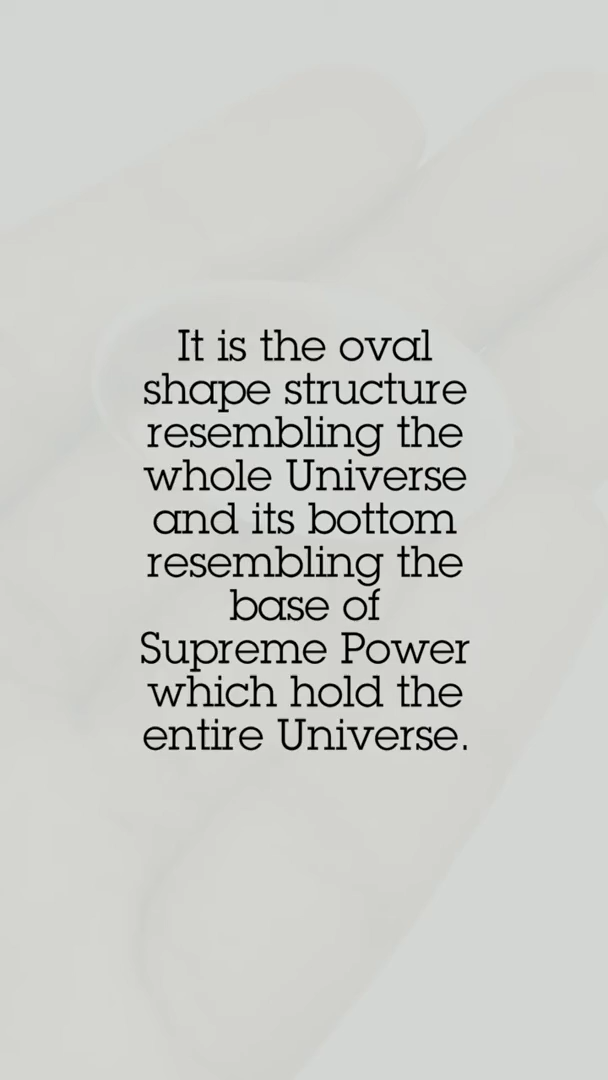 It is the oval
shape structure
resembling the
whole Universe
and its bottom
resembling the
base of
Supreme Power
which hold the
entire Universe.